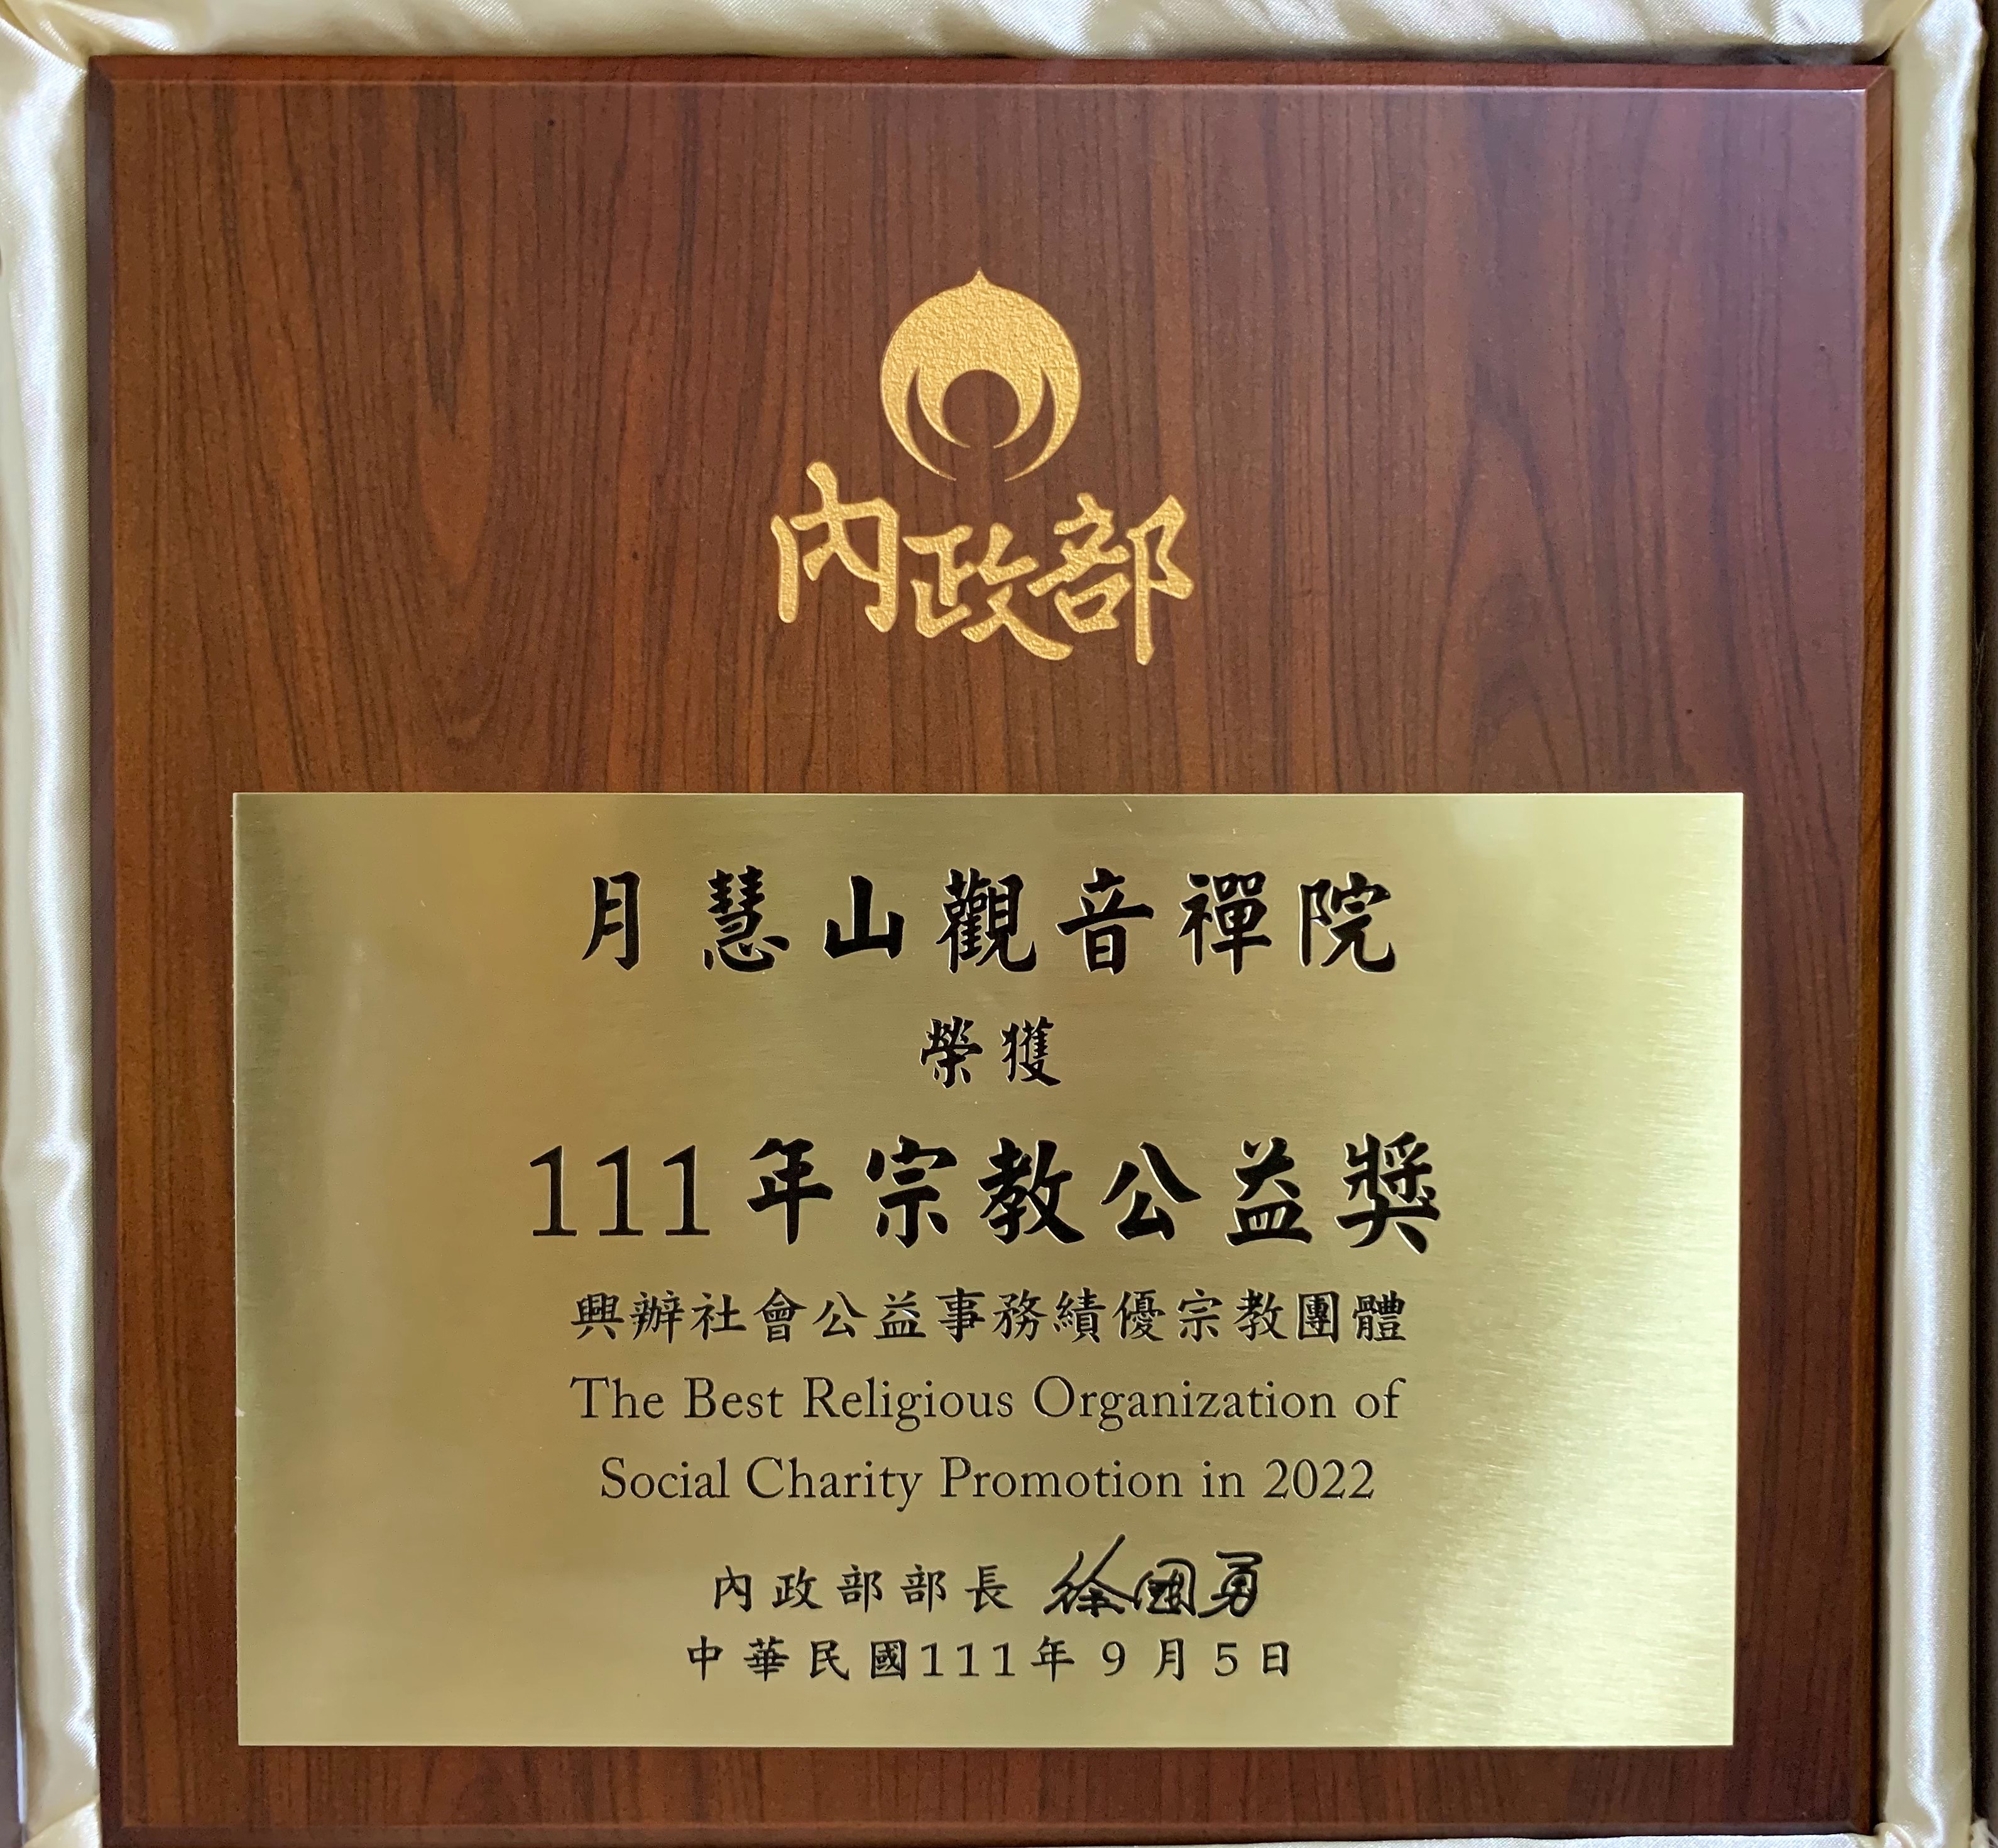 內政部
月慧山觀音禪院
榮獲
111年宗教公益獎
興辦社會公益事務績優宗教團體
The Best Religious Organization of
Social Charity Promotion in 2022
內政部部長 徐國勇
中華民國111年9月5日